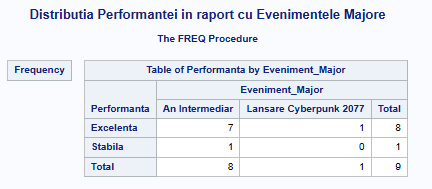 Distributia Performantei in raport cu Evenimentele Majore
The FREQ Procedure
Frequency
Table of Performanta by Eveniment_Major
Eveniment_Major
Performanta An Intermediar Lansare Cyberpunk 2077 Total
Excelenta 7 1 8
Stabila 1 0 1
Total 8 1 9